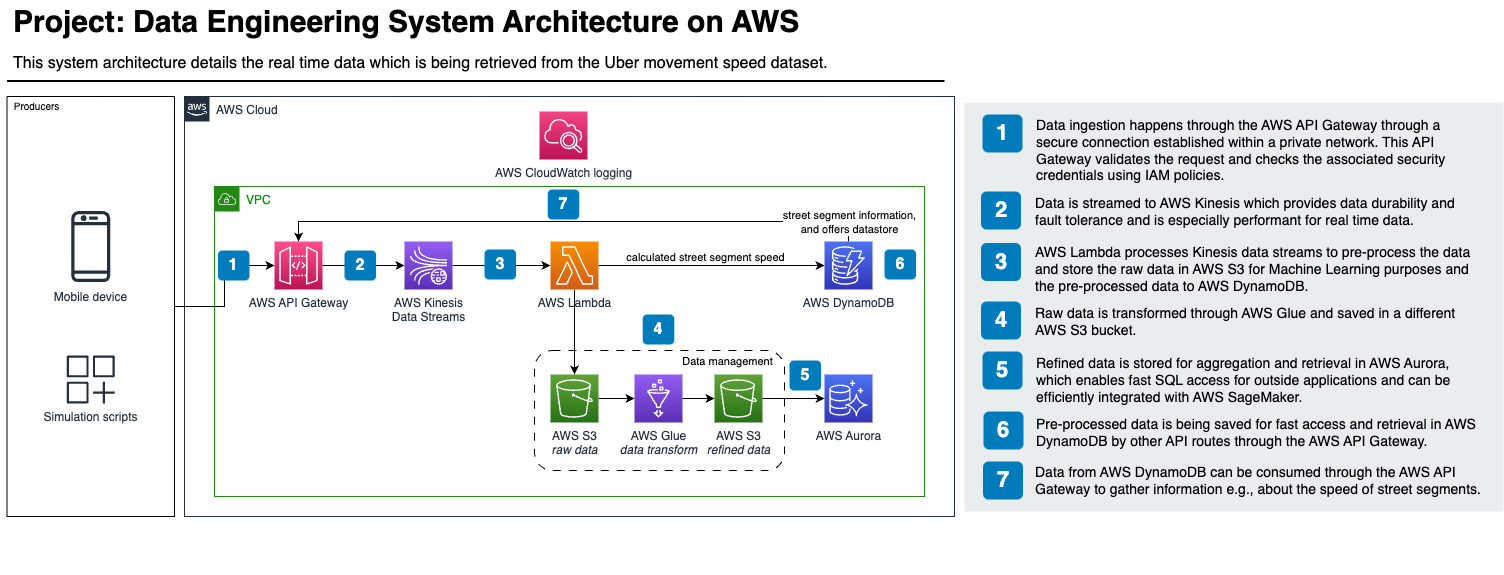 Project: Data Engineering System Architecture on AWS
This system architecture details the real time data which is being retrieved from the Uber movement speed dataset.
Producers
Mobile device
Simulation scripts
aws
AWS Cloud
AWS CloudWatch logging
VPC
7
street segment information,
and offers datastore
1
2
3
calculated street segment speed
6
AWS API Gateway
AWS Kinesis
Data Streams
AWS Lambda
AWS DynamoDB
4
Data management
5
AWS S3
raw data
AWS Glue
data transform
AWS S3
refined data
AWS Aurora
1
Data ingestion happens through the AWS API Gateway through a
secure connection established within a private network. This API
Gateway validates the request and checks the associated security
credentials using IAM policies.
2
Data is streamed to AWS Kinesis which provides data durability and
fault tolerance and is especially performant for real time data.
3
AWS Lambda processes Kinesis data streams to pre-process the data
and store the raw data in AWS S3 for Machine Learning purposes and
the pre-processed data to AWS DynamoDB.
4
Raw data is transformed through AWS Glue and saved in a different
AWS S3 bucket.
5
Refined data is stored for aggregation and retrieval in AWS Aurora,
which enables fast SQL access for outside applications and can be
efficiently integrated with AWS SageMaker.
6
Pre-processed data is being saved for fast access and retrieval in AWS
DynamoDB by other API routes through the AWS API Gateway.
7
Data from AWS DynamoDB can be consumed through the AWS API
Gateway to gather information e.g., about the speed of street segments.